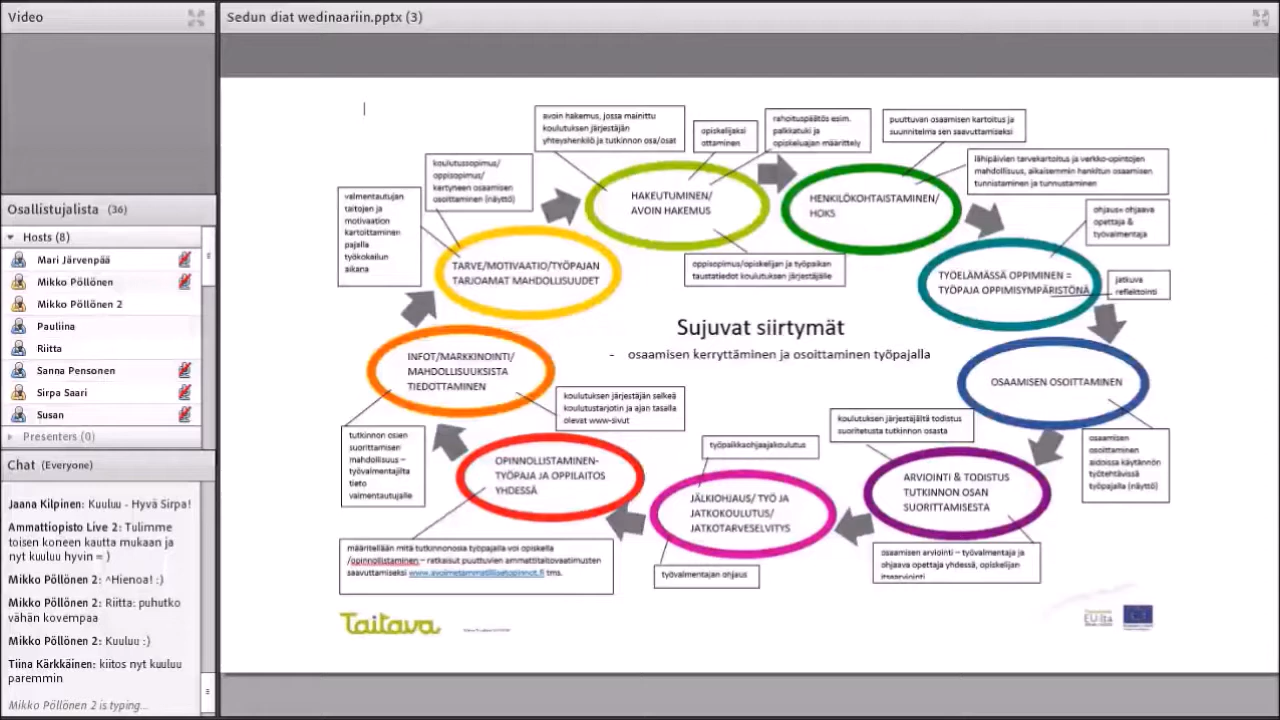 Video
Sedun diat wedinaariin.pptx (3)
Osallistujalista (36)
Hosts (8)
Mari Järvenpää
Mikko Pöllönen
Mikko Pöllönen 2
Pauliina
Riitta
Sanna Pensonen
Sirpa Saari
Susan
Presenters (0)
Chat (Everyone)
Jan Kilpinen: Kuuluu - Hyvä Sirpa!
Ammattiopisto Live 2: Tulimme
toisen koneen kautta mukaan ja
nyt kuuluu hyvin = )
Mikko Pöllönen 2: ^Hienoa! :)
Mikko Pöllönen 2: Riitta: puhutko
vähän kovempaa
Mikko Pöllönen 2: Kuuluu :)
Tiina Kärkkäinen: kiitos nyt kuuluu
paremmin
Mikko Pöllönen 2 is typing...
avoin hakemus, jossa mainittu
koulutuksen järjestäjän
yhteyshenkilö ja tutkinnon osa/osat
opiskelijaksi
ottaminen
rahoituspäätös esim.
palkkatuki ja
opiskeluajan määrittely
puuttuvan osaamisen kartoitus ja
suunnitelma sen saavuttamiseksi
koulutussopimus/
oppisopimus/
kertyneen osaamisen
osoittaminen (näyttö)
lähipäivien tarvekartoitus ja verkko-opintojen
mahdollisuus, aikaisemmin hankitun osaamisen
tunnistaminen ja tunnustaminen
valmentautujan
taitojen ja
motivaation
kartoittaminen
pajalla
työkokeilun
aikana
HAKEUTUMINEN/
AVOIN HAKEMUS
HENKILÖKOHTAISTAMINEN/
HOKS
ohjaus= ohjaava
opettaja &
työvalmentaja
TARVE/MOTIVAATIO/TYÖPAJAN
TARJOAMAT MAHDOLLISUUDET
oppisopimus/opiskelijan ja työpaikan
taustatiedot koulutuksen järjestäjälle
TYÖELÄMÄSSÄ OPPIMINEN =
TYÖPAJA OPPIMISYMPÄRISTÖNÄ
jatkuva
reflektointi
Sujuvat siirtymät
- osaamisen kerryttäminen ja osoittaminen työpajalla
INFOT/MARKKINOINTI/
MAHDOLLISUUKSISTA
TIEDOTTAMINEN
OSAAMISEN OSOITTAMINEN
koulutuksen järjestäjän selkeä
koulutustarjotin ja ajan tasalla
olevat www-sivut
koulutuksen järjestäjältä todistus
suoritetusta tutkinnon osasta
tutkinnon osien
suorittamisen
mahdollisuus –
työvalmentajilta
tieto
valmentautujalle
työpaikkaohjaajakoulutus
osaamisen
osoittaminen
aidoissa käytännön
työtehtävissä
työpajalla (näyttö)
OPINNOLLISTAMINEN-
TYÖPAJA JA OPPILAITOS
YHDESSÄ
JÄLKIOHJAUS/ TYÖ JA
JATKOKOULUTUS/
JATKOTARVESELVITYS
ARVIOINTI & TODISTUS
TUTKINNON OSAN
SUORITTAMISESTA
määritellään mitä tutkinnonosia työpajalla voi opiskella
/opinnollistaminen – ratkaisut puuttuvien ammattitaitovaatimusten
saavuttamiseksi www.avoimetammatillisetopinnot.fi tms.
työvalmentajan ohjaus
osaamisen arviointi – työvalmentaja ja
ohjaava opettaja yhdessä, opiskelijan
itsearviointi
Taitava